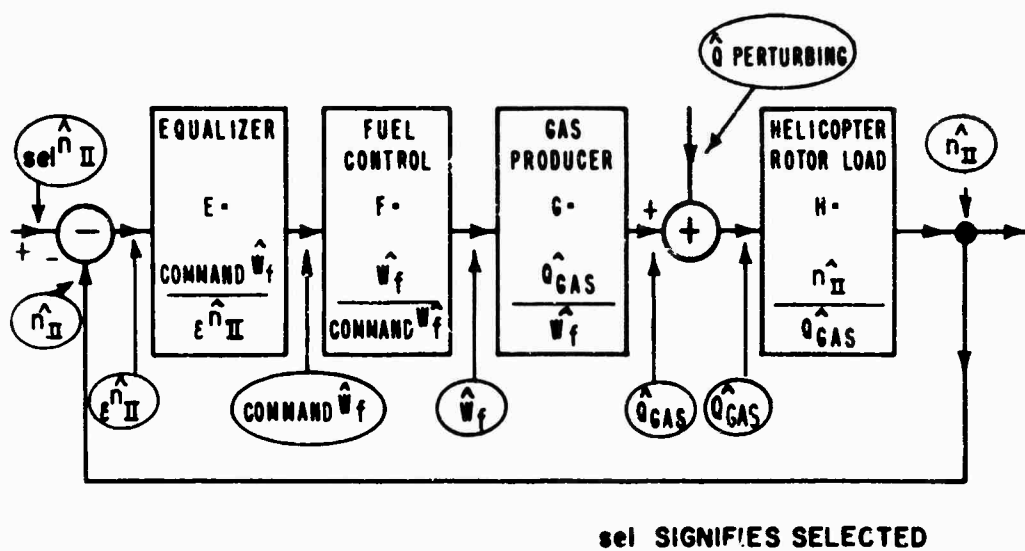 Q̂ PERTURBING
sel n̂ II
+ -
n̂ II
ε n̂ II
EQUALIZER
E =
COMMAND Ŵf
ε n̂ II
COMMAND Ŵf
FUEL CONTROL
F =
Ŵf
COMMAND Ŵf
Ŵf
GAS PRODUCER
G =
Q̂GAS
Ŵf
+
Q̂GAS
+
Q̂GAS
HELICOPTER ROTOR LOAD
H =
n̂ II
Q̂GAS
n̂ II
sel SIGNIFIES SELECTED